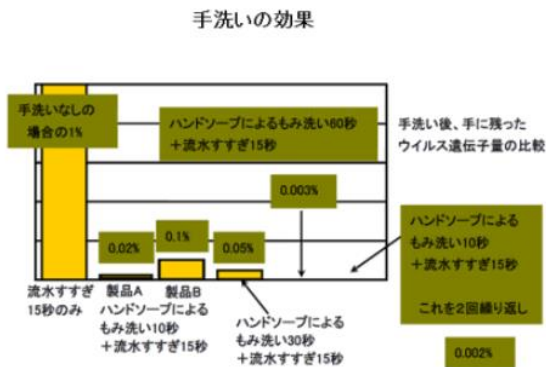 手洗いの効果
手洗いなしの
場合の1%
ハンドソープによるもみ洗い60秒
+流水すすぎ15秒
手洗い後、手に残った
ウイルス遺伝子量の比較
0.003%
0.02%
0.1%
0.05%
ハンドソープによる
もみ洗い10秒
+流水すすぎ15秒
これを2回繰り返し
0.002%
流水すすぎ
15秒のみ
製品A
製品B
ハンドソープによる
もみ洗い10秒
+流水すすぎ15秒
ハンドソープによる
もみ洗い30秒
+流水すすぎ15秒